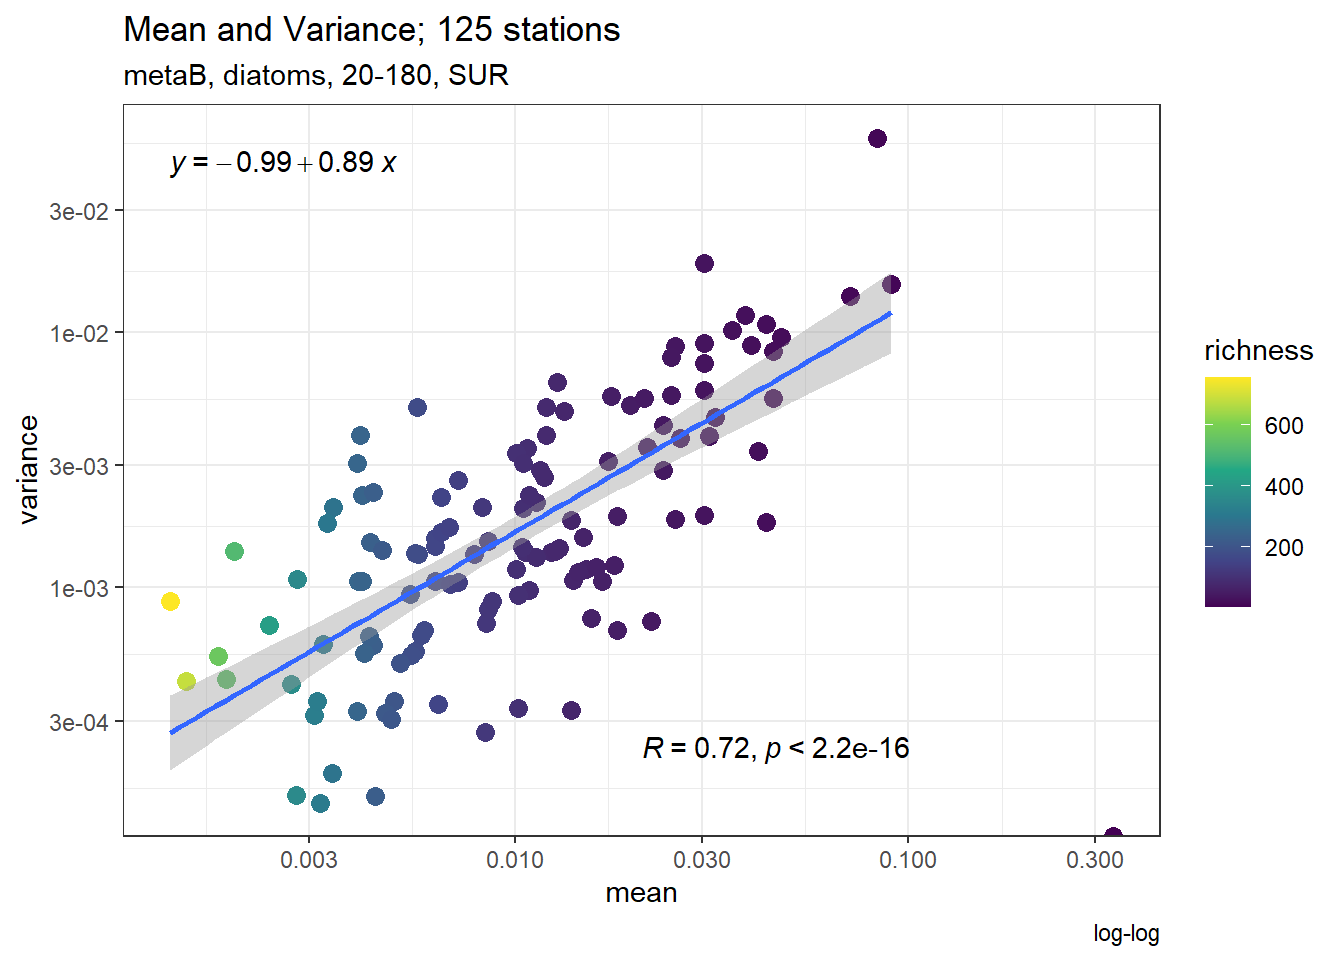 Mean and Variance; 125 stations
metaB, diatoms, 20-180, SUR
y = − 0.99 + 0.89 x
3e-02
1e-02
3e-03
1e-03
3e-04
variance
R = 0.72, p < 2.2e-16
0.003 0.010 0.030 0.100 0.300
mean
log-log
richness
600
400
200